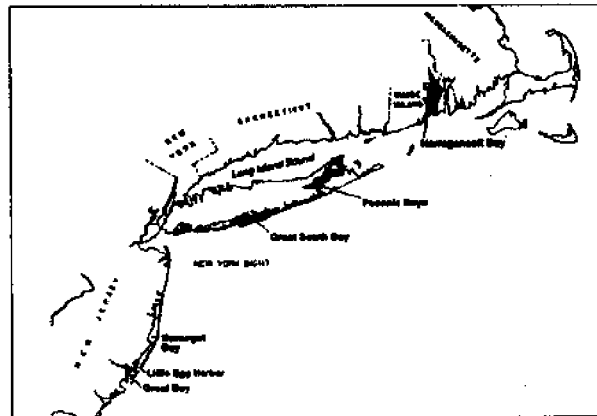 MASSACHUSETTS
RHODE
ISLAND
CONNECTICUT
NEW
YORK
Narragansett Bay
Long Island Sound
Peconic Bays
Great South Bay
NEW YORK BIGHT
NEW JERSEY
Barnegat
Bay
Little Egg Harbor
Great Bay